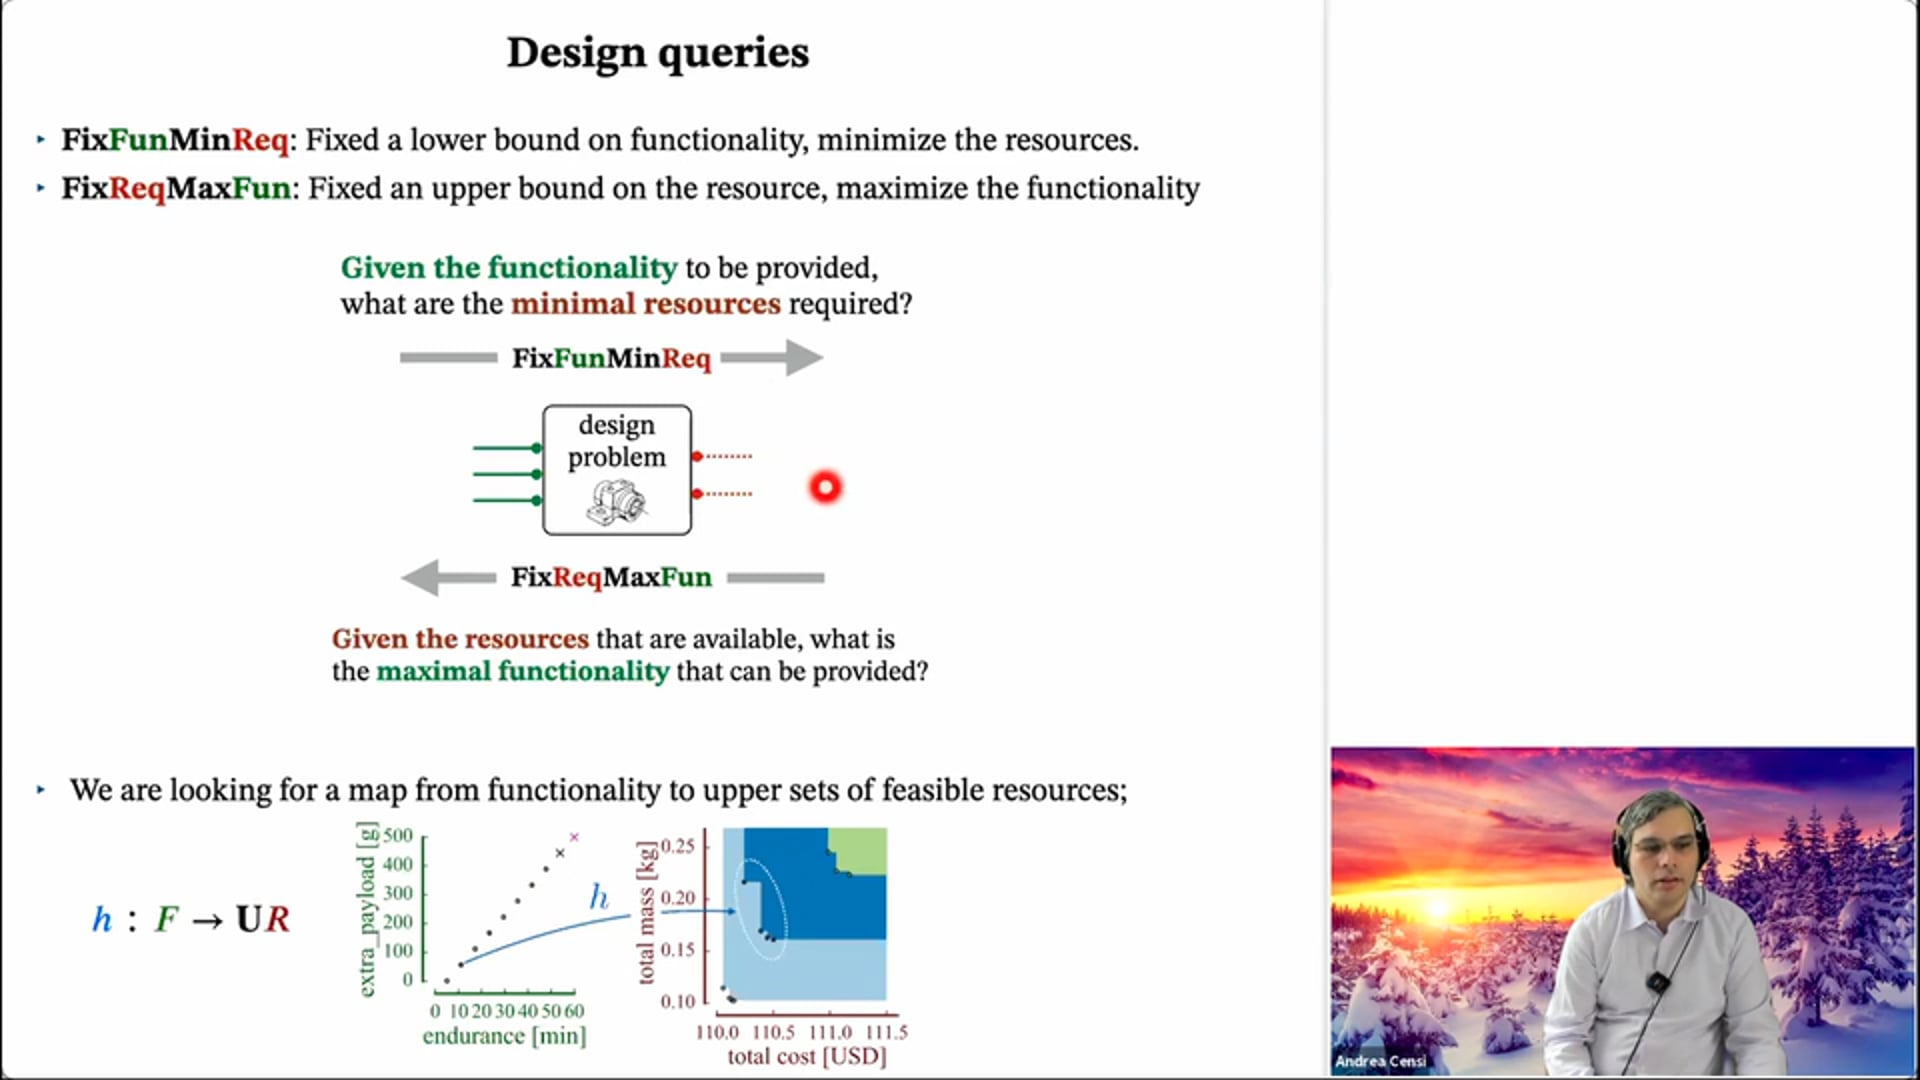 Design queries
‣ FixFunMinReq: Fixed a lower bound on functionality, minimize the resources.
‣ FixReqMaxFun: Fixed an upper bound on the resource, maximize the functionality
Given the functionality to be provided,
what are the minimal resources required?
FixFunMinReq
design
problem
FixReqMaxFun
Given the resources that are available, what is
the maximal functionality that can be provided?
‣ We are looking for a map from functionality to upper sets of feasible resources;
h : F → UR
extra_payload [g]
500
400
300
200
100
0
0 10 20 30 40 50 60
endurance [min]
h
total mass [kg]
0.25
0.20
0.15
0.10
110.0 110.5 111.0 111.5
total cost [USD]
Andrea Censi